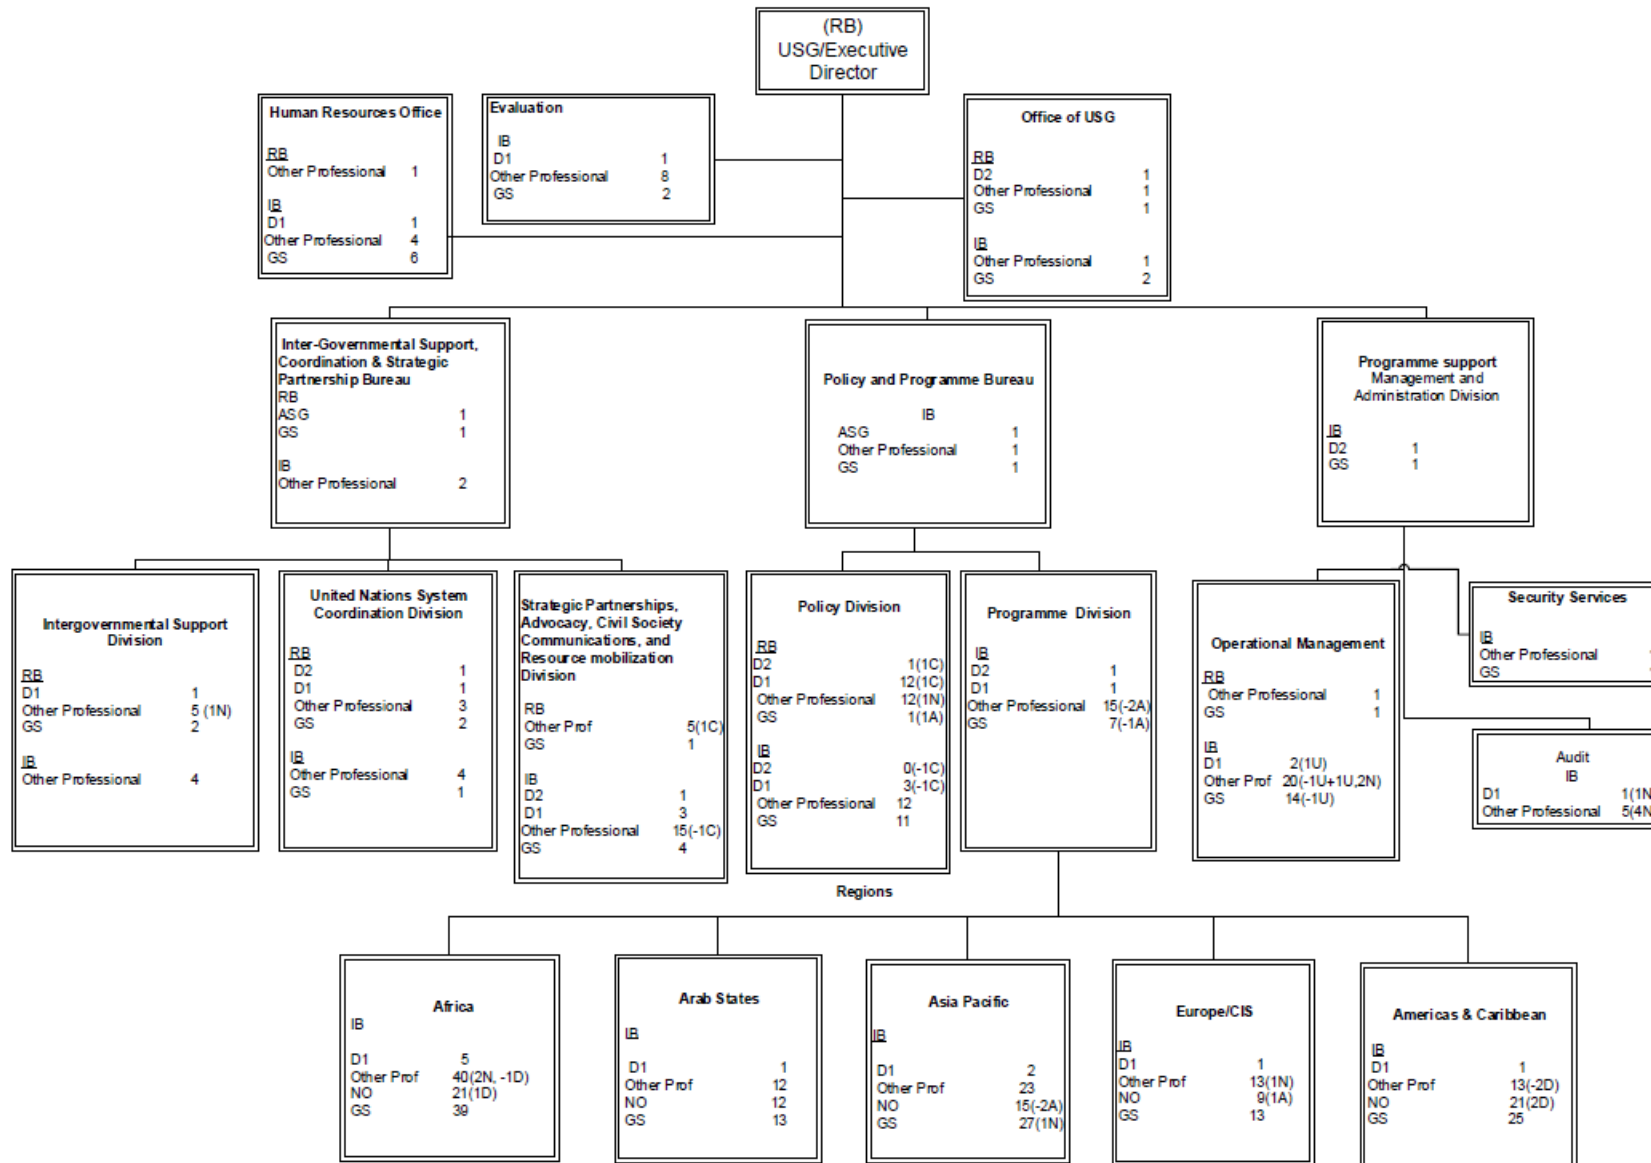 (RB)
USG/Executive
Director
Human Resources Office
RB
Other Professional 1
IB
D1 1
Other Professional 4
GS 6
Evaluation
IB
D1 1
Other Professional 8
GS 2
Office of USG
RB
D2 1
Other Professional 1
GS 1
IB
Other Professional 1
GS 2
Inter-Governmental Support,
Coordination & Strategic
Partnership Bureau
RB
ASG 1
GS 1
IB
Other Professional 2
Policy and Programme Bureau
IB
ASG 1
Other Professional 1
GS 1
Programme support
Management and
Administration Division
IB
D2 1
GS 1
Intergovernmental Support
Division
RB
D1 1
Other Professional 5 (1N)
GS 2
IB
Other Professional 4
United Nations System
Coordination Division
RB
D2 1
D1 1
Other Professional 3
GS 2
IB
Other Professional 4
GS 1
Strategic Partnerships,
Advocacy, Civil Society
Communications, and
Resource mobilization
Division
RB
Other Prof 5(1C)
GS 1
IB
D2 1
D1 3
Other Professional 15(-1C)
GS 4
Policy Division
RB
D2 1(1C)
D1 12(1C)
Other Professional 12(1N)
GS 1(1A)
IB
D2 0(-1C)
D1 3(-1C)
Other Professional 12
GS 11
Programme Division
IB
D2 1
D1 1
Other Professional 15(-2A)
GS 7(-1A)
Operational Management
RB
Other Professional 1
GS 1
IB
D1 2(1U)
Other Prof 20(-1U+1U,2N)
GS 14(-1U)
Security Services
IB
Other Professional
GS
Audit
IB
D1 1(1N
Other Professional 5(4N
Regions
Africa
IB
D1 5
Other Prof 40(2N, -1D)
NO 21(1D)
GS 39
Arab States
IB
D1 1
Other Prof 12
NO 12
GS 13
Asia Pacific
IB
D1 2
Other Prof 23
NO 15(-2A)
GS 27(1N)
Europe/CIS
IB
D1 1
Other Prof 13(1N)
NO 9(1A)
GS 13
Americas & Caribbean
IB
D1 1
Other Prof 13(-2D)
NO 21(2D)
GS 25